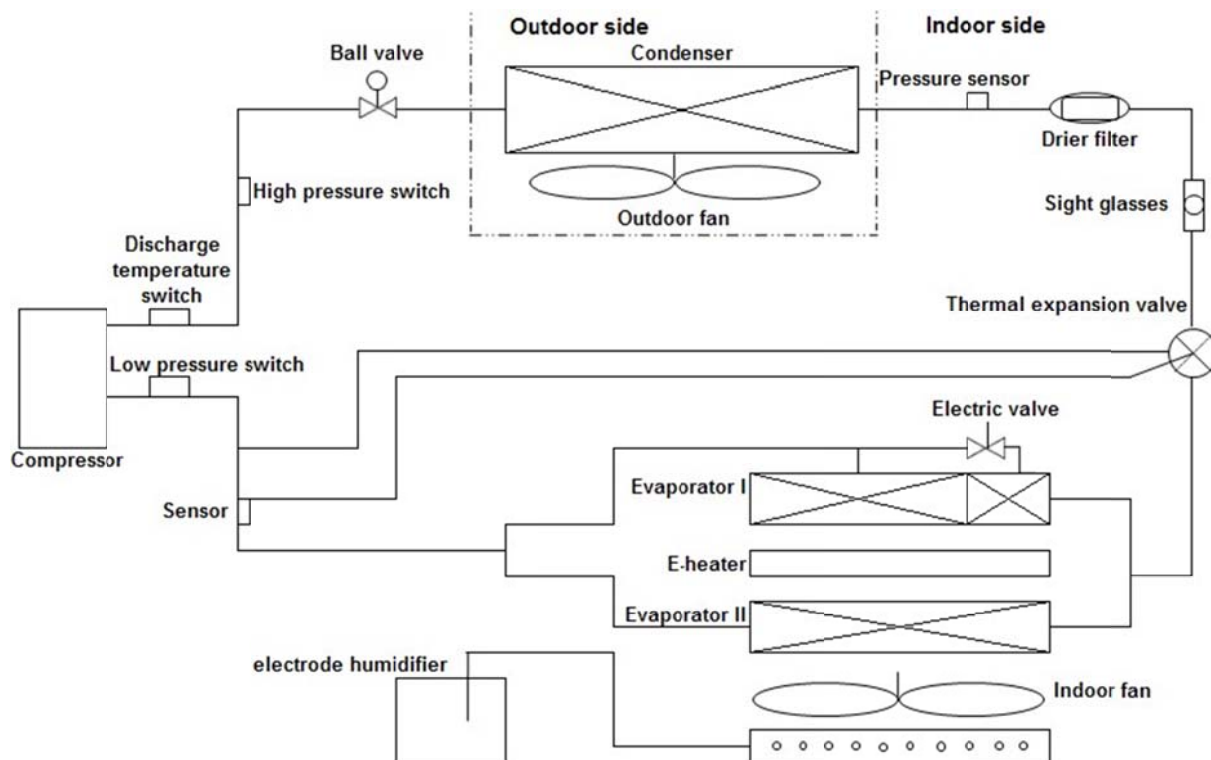 Outdoor side
Indoor side
Ball valve
Condenser
Pressure sensor
Drier filter
High pressure switch
Sight glasses
Outdoor fan
Discharge
temperature
switch
Thermal expansion valve
Low pressure switch
Electric valve
Compressor
Evaporator I
Sensor
E-heater
Evaporator II
electrode humidifier
Indoor fan